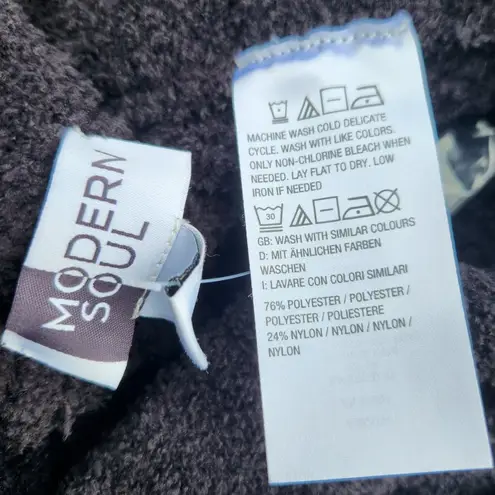 MODERN
SOUL
MACHINE WASH COLD DELICATE
CYCLE. WASH WITH LIKE COLORS.
ONLY NON-CHLORINE BLEACH WHEN
NEEDED. LAY FLAT TO DRY. LOW
IRON IF NEEDED
30
GB: WASH WITH SIMILAR COLOURS
D: MIT ÄHNLICHEN FARBEN
WASCHEN
I: LAVARE CON COLORI SIMILARI
76% POLYESTER / POLYESTER /
POLYESTER / POLIESTERE
24% NYLON / NYLON / NYLON /
NYLON